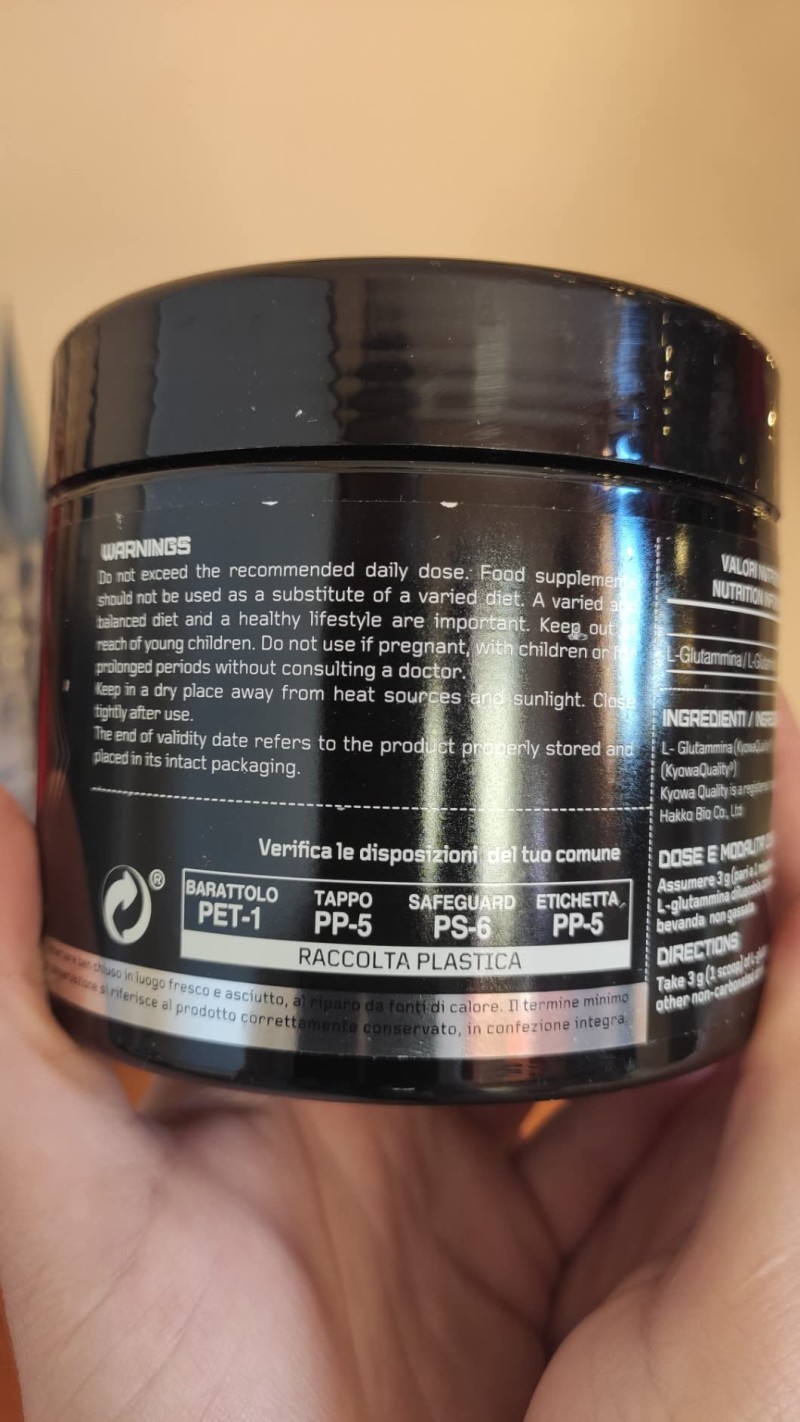 WARNINGS
Do not exceed the recommended daily dose. Food supplement
should not be used as a substitute of a varied diet. A varied
balanced diet and a healthy lifestyle are important. Keep out
reach of young children. Do not use if pregnant, with children or
prolonged periods without consulting a doctor.
Keep in a dry place away from heat sources and sunlight. Close
tightly after use.
The end of validity date refers to the product properly stored and
placed in its intact packaging.
Verifica le disposizioni del tuo comune
®
BARATTOLO
PET-1
TAPPO
PP-5
SAFEGUARD
PS-6
ETICHETTA
PP-5
RACCOLTA PLASTICA
ben chiuso in luogo fresco e asciutto, al riparo da fonti di calore. Il termine minimo
si riferisce al prodotto correttamente conservato, in confezione integra.
VALORI
NUTRITION
L-Glutammina / L-
INGREDIENTI /
L- Glutammina (KyowaQuality
(KyowaQuality®)
Kyowa Quality is a
Hakko Bio Co., Ltd
DOSE E MODALITÀ
Assumere 3 g (pari a 1
L-glutammina
bevanda non gassata
DIRECTIONS
Take 3 g (1 scoop) of
other non-carbonated